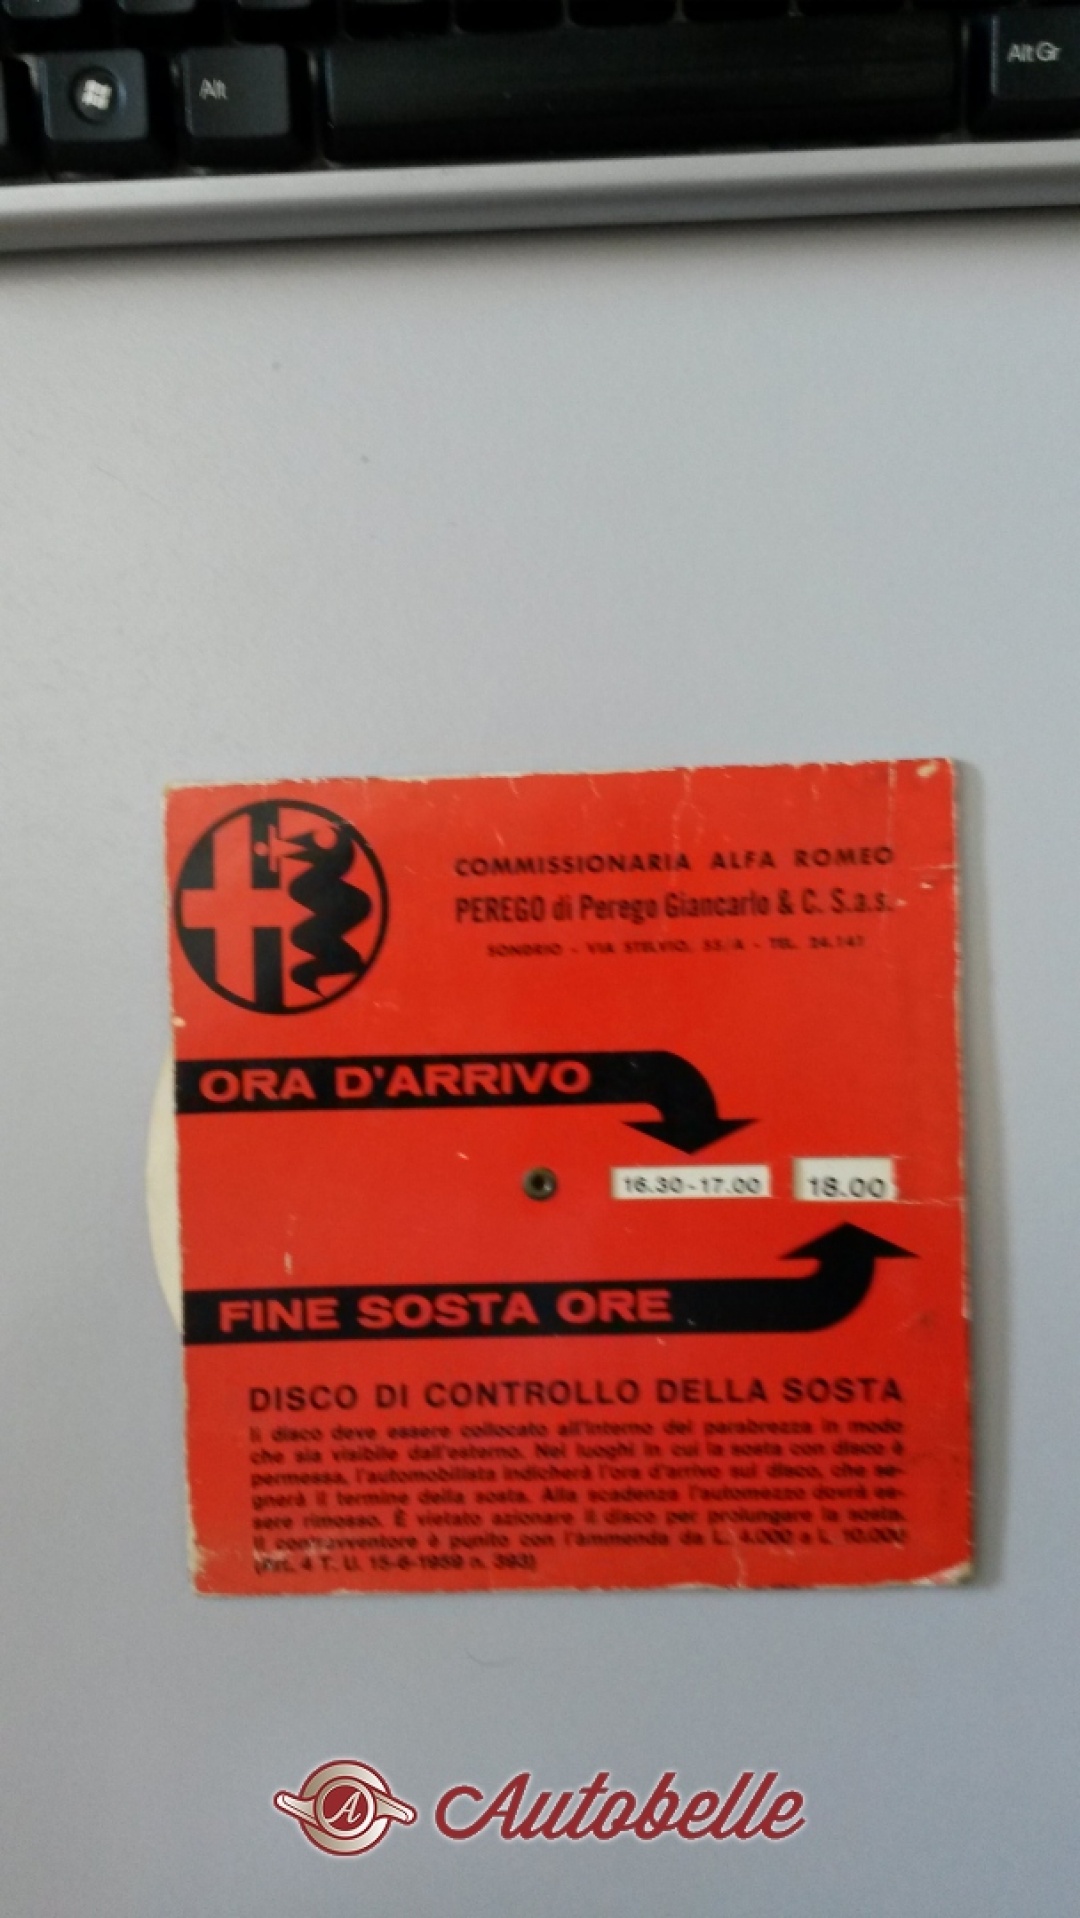 Alt
Alt Gr
COMMISSIONARIA ALFA ROMEO
PEREGO di Perego Giancarlo & C. S.a.s.
SONDRIO - VIA STELVIO, 53/A - TEL. 24.147
ORA D'ARRIVO
16.30-17.00 18.00
FINE SOSTA ORE
DISCO DI CONTROLLO DELLA SOSTA
Il disco deve essere collocato all'interno del parabrezza in modo
che sia visibile dall'esterno. Nei luoghi in cui la sosta con disco è
permessa, l'automobilista indicherà l'ora d'arrivo sul disco, che se-
gnerà il termine della sosta. Alla scadenza l'automezzo dovrà es-
sere rimosso. È vietato azionare il disco per prolungare la sosta.
Il contravventore è punito con l'ammenda da L. 4.000 a L. 10.000
(Art. 4 T. U. 15-6-1959 n. 393)
A Autobelle